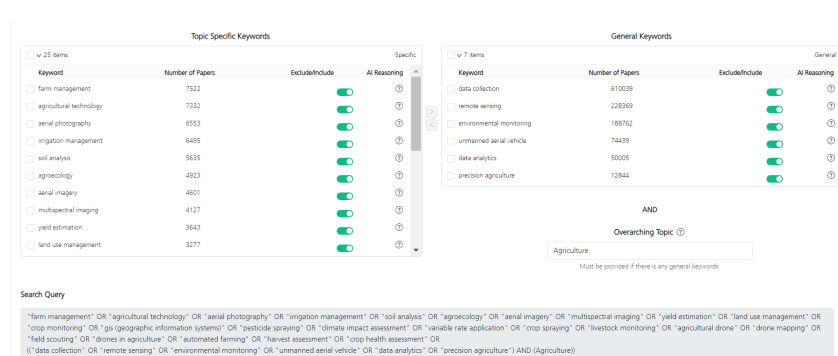 Topic Specific Keywords
General Keywords
25 items
Specific
Keyword Number of Papers Exclude/Include AI Reasoning
farm management 7522
agricultural technology 7332
aerial photography 6553
irrigation management 6495
soil analysis 5635
agroecology 4923
aerial imagery 4601
multispectral imaging 4127
yield estimation 3643
land use management 3277
7 items
General
Keyword Number of Papers Exclude/Include AI Reasoning
data collection 610039
remote sensing 228369
environmental monitoring 188762
unmanned aerial vehicle 74439
data analytics 50005
precision agriculture 12844
AND
Overarching Topic
Agriculture
Must be provided if there is any general keywords
Search Query
"farm management" OR "agricultural technology" OR "aerial photography" OR "irrigation management" OR "soil analysis" OR "agroecology" OR "aerial imagery" OR "multispectral imaging" OR "yield estimation" OR "land use management" OR
"crop monitoring" OR "gis (geographic information systems)" OR "pesticide spraying" OR "climate impact assessment" OR "variable rate application" OR "crop spraying" OR "livestock monitoring" OR "agricultural drone" OR "drone mapping" OR
"field scouting" OR "drones in agriculture" OR "automated farming" OR "harvest assessment" OR "crop health assessment" OR
(("data collection" OR "remote sensing" OR "environmental monitoring" OR "unmanned aerial vehicle" OR "data analytics" OR "precision agriculture") AND (Agriculture))